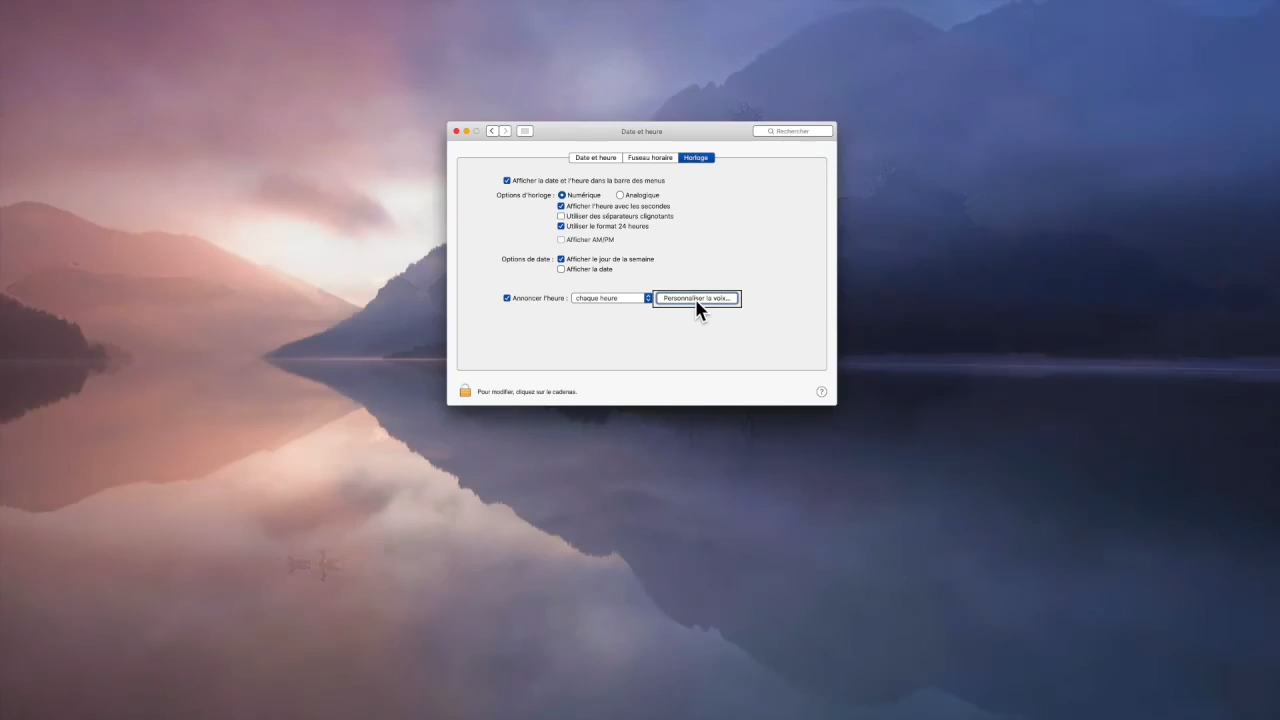 Date et heure
Rechercher
Date et heure Fuseau horaire Horloge
Afficher la date et l'heure dans la barre des menus
Options d'horloge : Numérique Analogique
Afficher l'heure avec les secondes
Utiliser des séparateurs clignotants
Utiliser le format 24 heures
Afficher AM/PM
Options de date : Afficher le jour de la semaine
Afficher la date
Annoncer l'heure : chaque heure Personnaliser la voix...
Pour modifier, cliquez sur le cadenas. ?